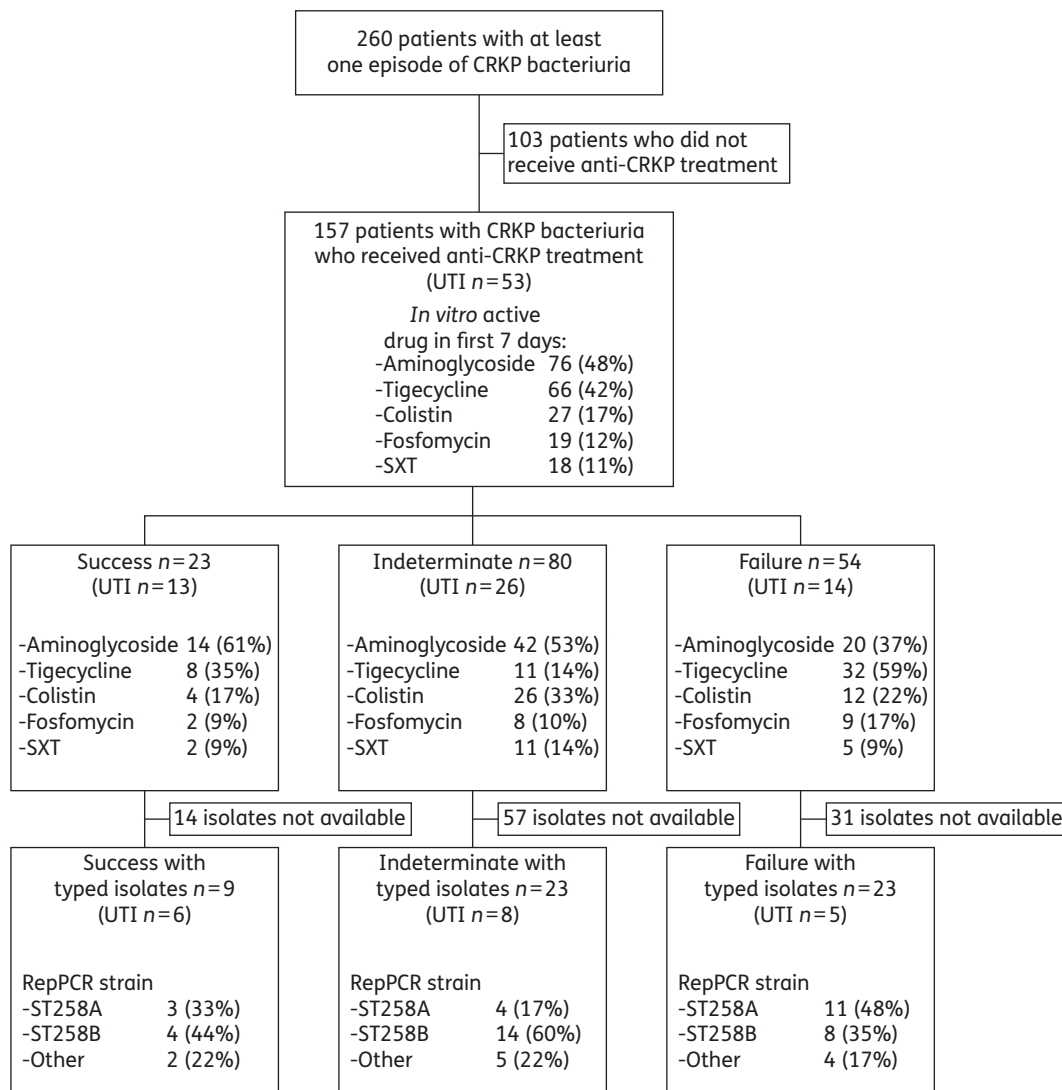 260 patients with at least
one episode of CRKP bacteriuria
103 patients who did not
receive anti-CRKP treatment
157 patients with CRKP bacteriuria
who received anti-CRKP treatment
(UTI n=53)
In vitro active
drug in first 7 days:
-Aminoglycoside 76 (48%)
-Tigecycline 66 (42%)
-Colistin 27 (17%)
-Fosfomycin 19 (12%)
-SXT 18 (11%)
Success n=23
(UTI n=13)
-Aminoglycoside 14 (61%)
-Tigecycline 8 (35%)
-Colistin 4 (17%)
-Fosfomycin 2 (9%)
-SXT 2 (9%)
Indeterminate n=80
(UTI n=26)
-Aminoglycoside 42 (53%)
-Tigecycline 11 (14%)
-Colistin 26 (33%)
-Fosfomycin 8 (10%)
-SXT 11 (14%)
Failure n=54
(UTI n=14)
-Aminoglycoside 20 (37%)
-Tigecycline 32 (59%)
-Colistin 12 (22%)
-Fosfomycin 9 (17%)
-SXT 5 (9%)
14 isolates not available
57 isolates not available
31 isolates not available
Success with
typed isolates n=9
(UTI n=6)
RepPCR strain
-ST258A 3 (33%)
-ST258B 4 (44%)
-Other 2 (22%)
Indeterminate with
typed isolates n=23
(UTI n=8)
RepPCR strain
-ST258A 4 (17%)
-ST258B 14 (60%)
-Other 5 (22%)
Failure with
typed isolates n=23
(UTI n=5)
RepPCR strain
-ST258A 11 (48%)
-ST258B 8 (35%)
-Other 4 (17%)